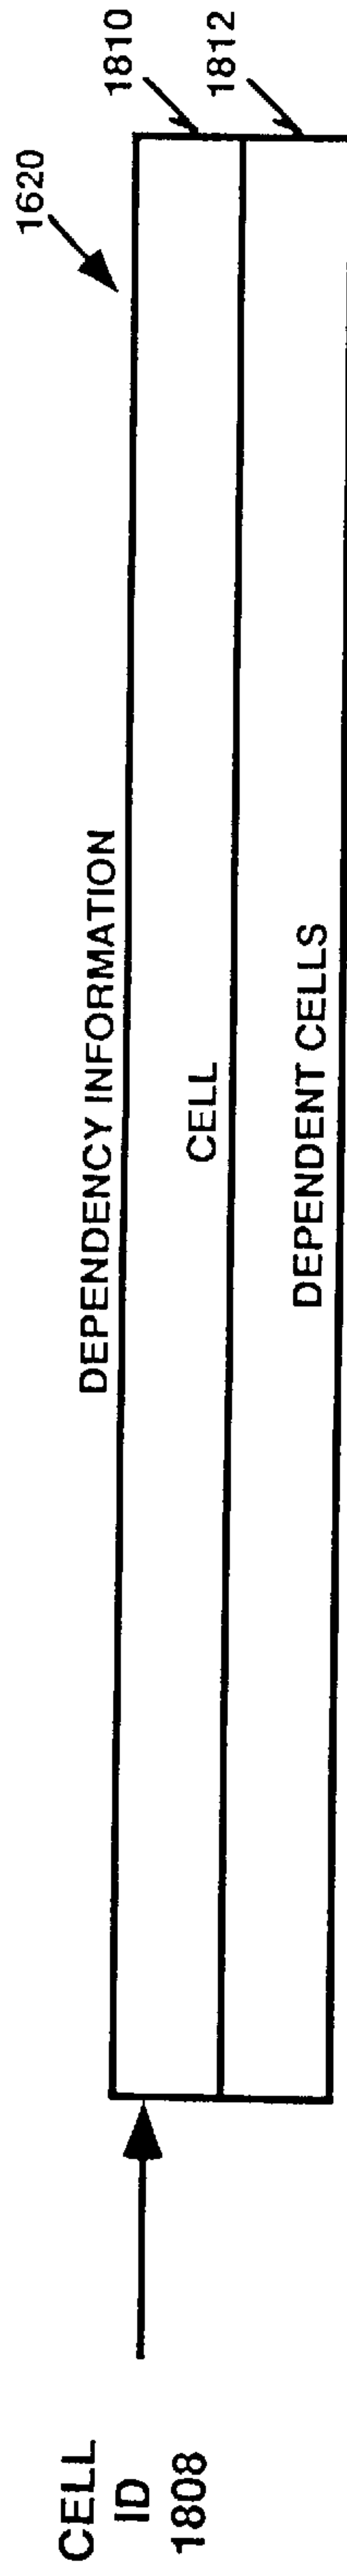 DEPENDENCY INFORMATION
1620
CELL
ID
1808
CELL
1810
DEPENDENT CELLS
1812